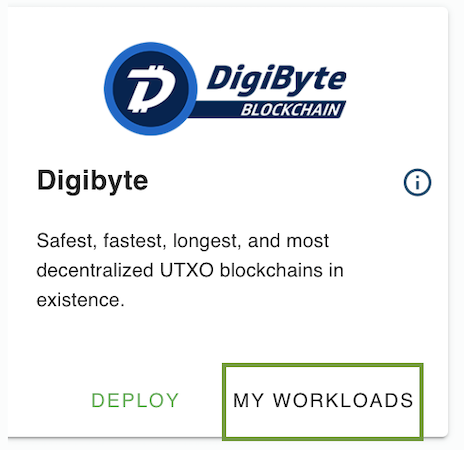 DigiByte
BLOCKCHAIN
Digibyte
Safest, fastest, longest, and most
decentralized UTXO blockchains in
existence.
DEPLOY MY WORKLOADS